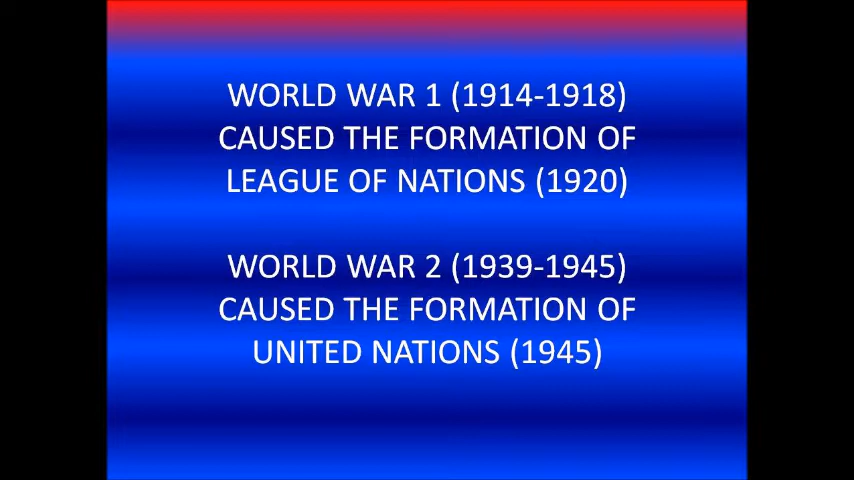 WORLD WAR 1 (1914-1918)
CAUSED THE FORMATION OF
LEAGUE OF NATIONS (1920)
WORLD WAR 2 (1939-1945)
CAUSED THE FORMATION OF
UNITED NATIONS (1945)